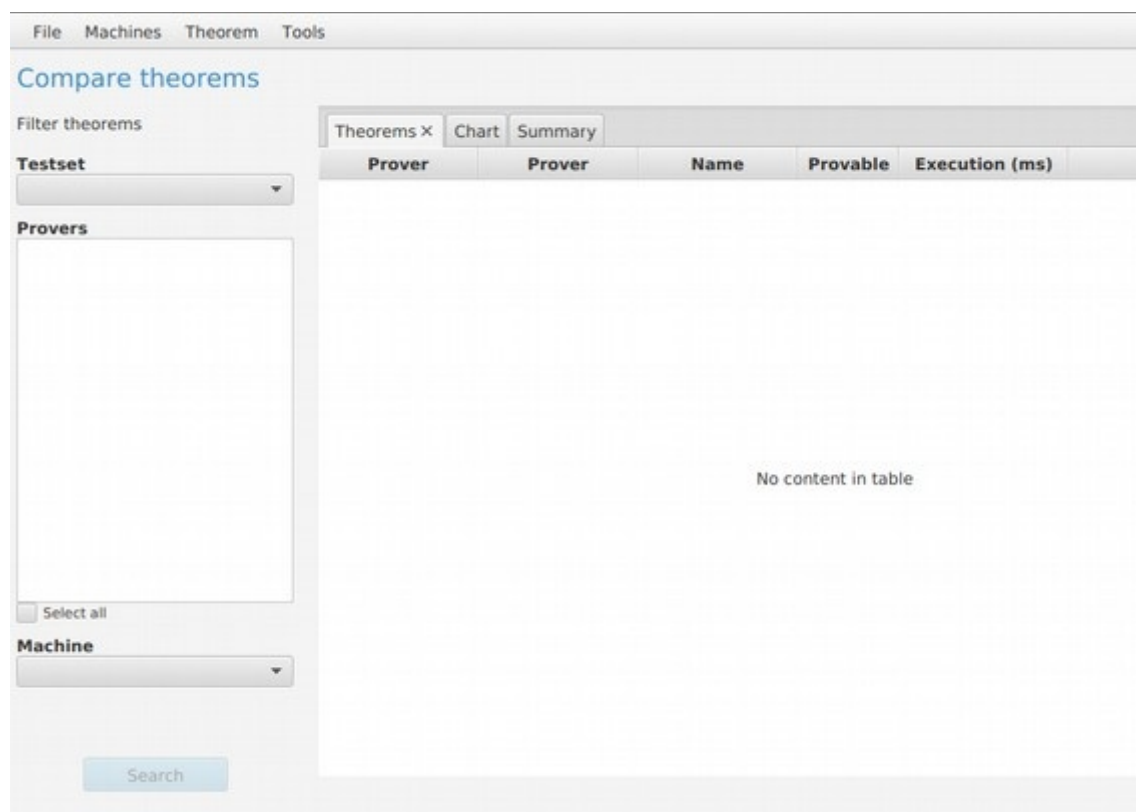 File Machines Theorem Tools
Compare theorems
Filter theorems
Testset
Provers
Select all
Machine
Search
Theorems × Chart Summary
Prover Prover Name Provable Execution (ms)
No content in table